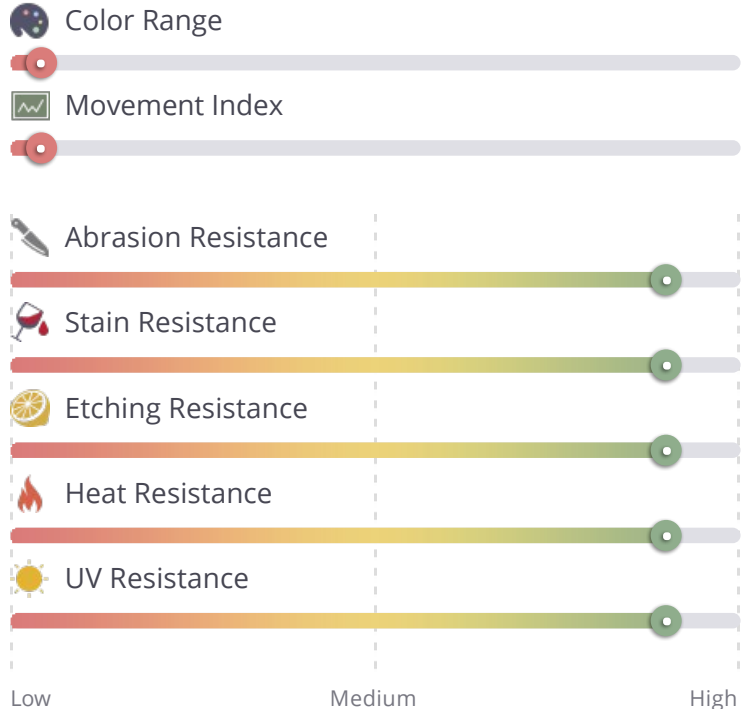 Color Range
Movement Index
Abrasion Resistance
Stain Resistance
Etching Resistance
Heat Resistance
UV Resistance
Low Medium High